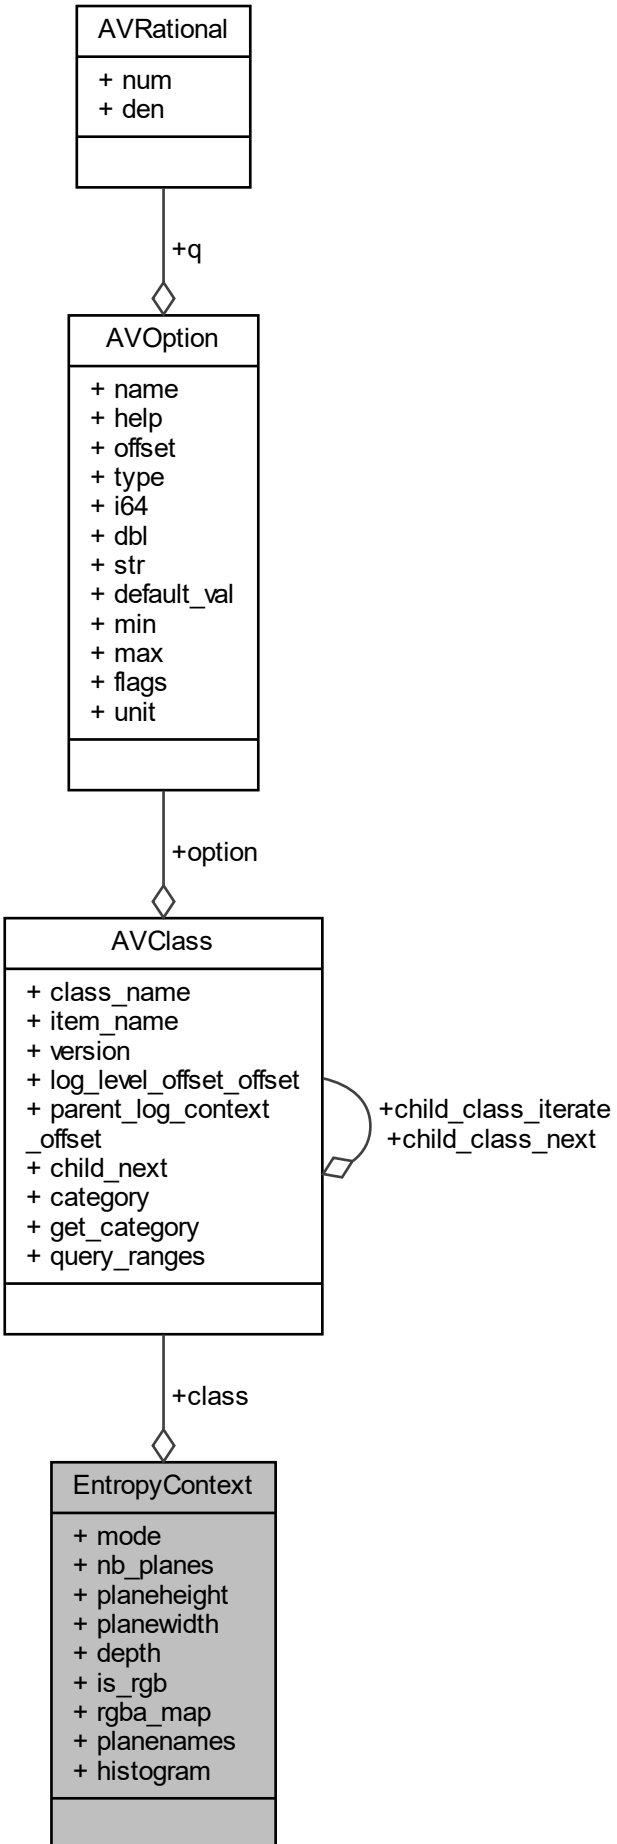 AVRational
+ num
+ den
+q
AVOption
+ name
+ help
+ offset
+ type
+ i64
+ dbl
+ str
+ default_val
+ min
+ max
+ flags
+ unit
+option
AVClass
+ class_name
+ item_name
+ version
+ log_level_offset_offset
+ parent_log_context
_offset
+ child_next
+ category
+ get_category
+ query_ranges
+child_class_iterate
+child_class_next
+class
EntropyContext
+ mode
+ nb_planes
+ planeheight
+ planewidth
+ depth
+ is_rgb
+ rgba_map
+ planenames
+ histogram